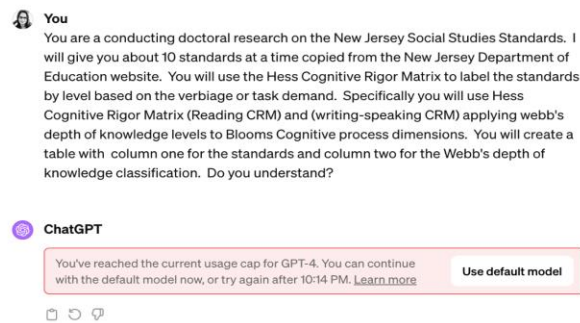 You
You are a conducting doctoral research on the New Jersey Social Studies Standards. I
will give you about 10 standards at a time copied from the New Jersey Department of
Education website. You will use the Hess Cognitive Rigor Matrix to label the standards
by level based on the verbiage or task demand. Specifically you will use Hess
Cognitive Rigor Matrix (Reading CRM) and (writing-speaking CRM) applying webb's
depth of knowledge levels to Blooms Cognitive process dimensions. You will create a
table with column one for the standards and column two for the Webb's depth of
knowledge classification. Do you understand?
ChatGPT
You've reached the current usage cap for GPT-4. You can continue
with the default model now, or try again after 10:14 PM. Learn more
Use default model